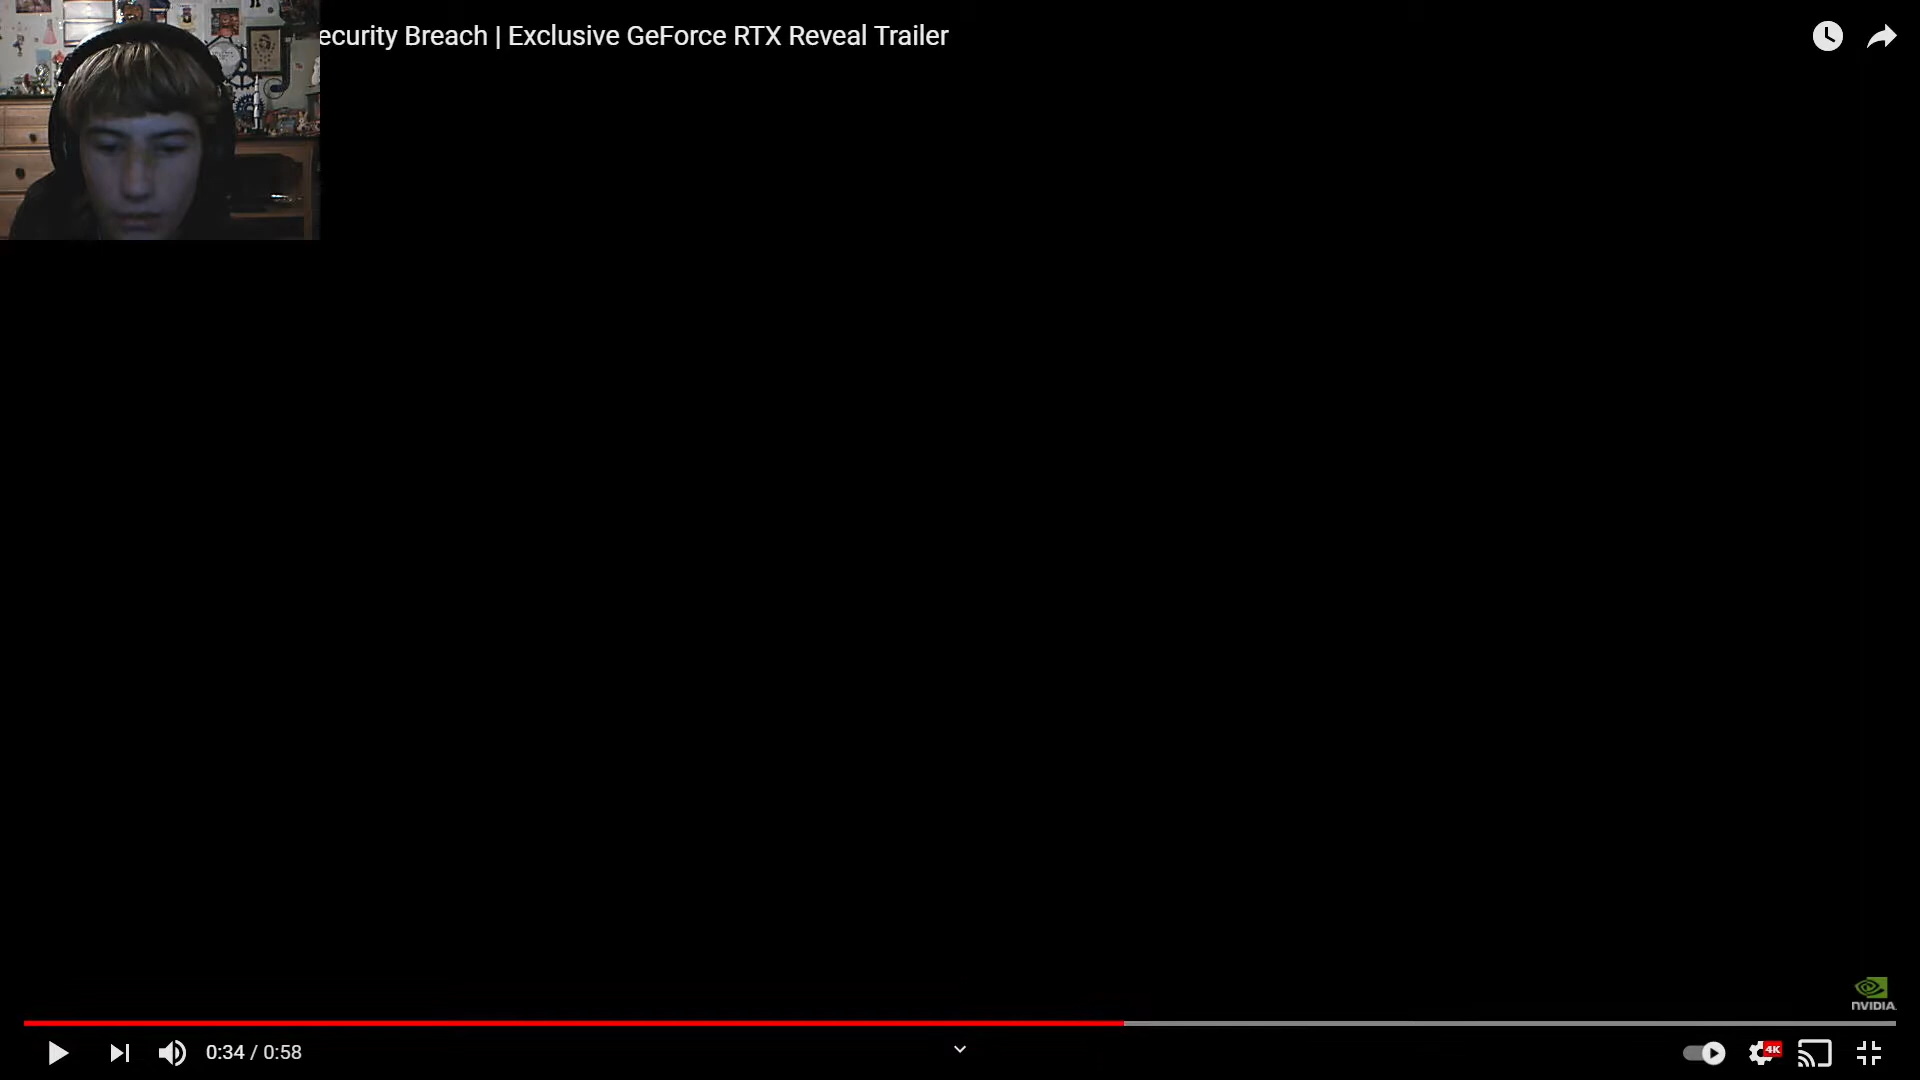 ecurity Breach | Exclusive GeForce RTX Reveal Trailer
NVIDIA
0:34 / 0:58
4K